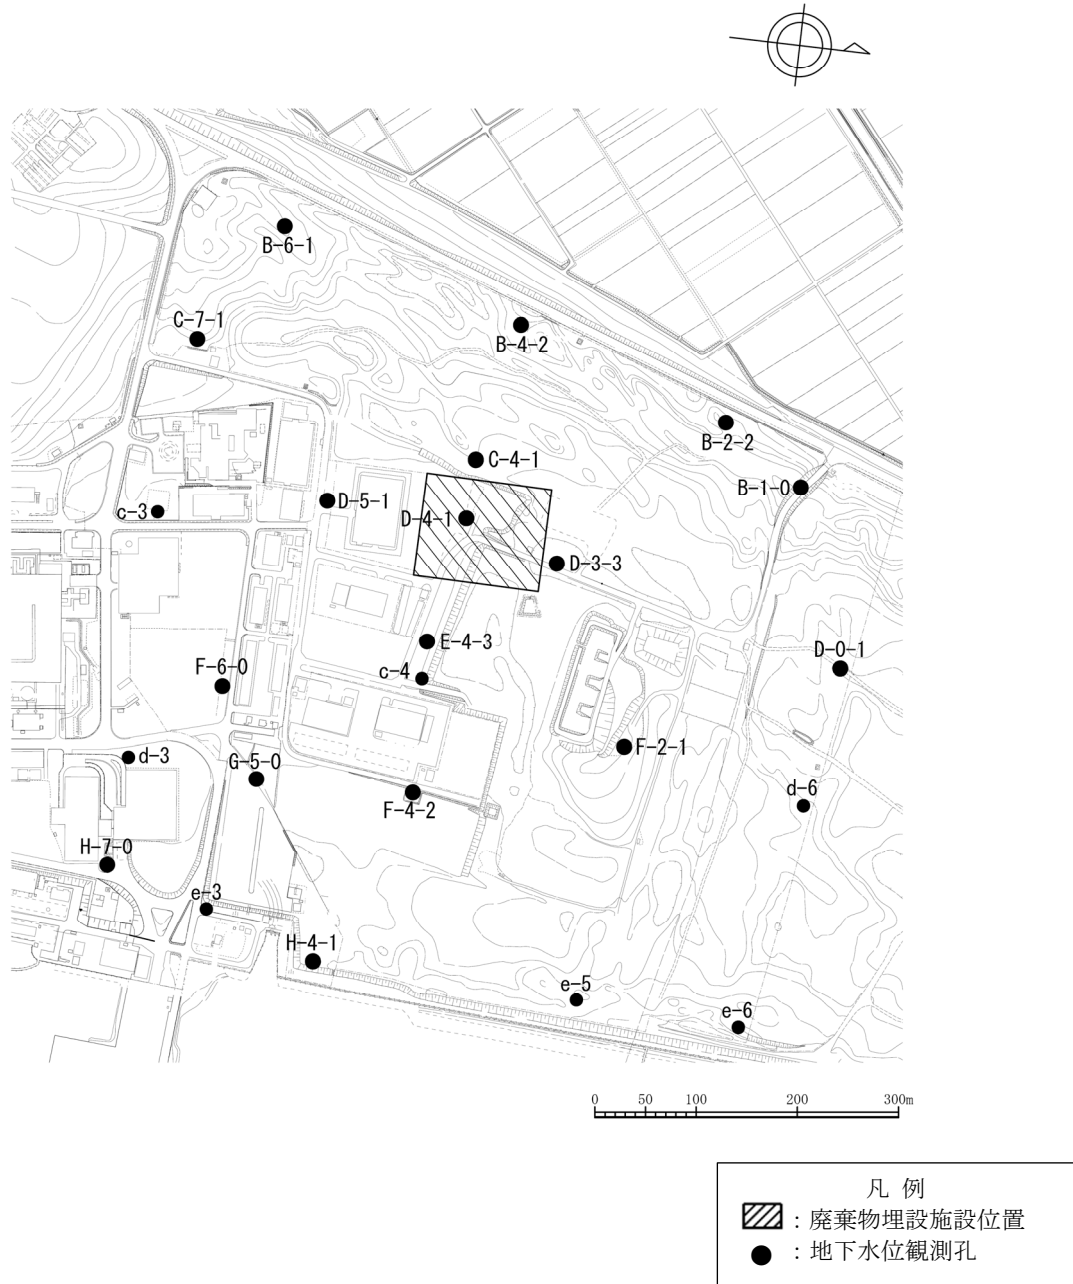 B-6-1
C-7-1
B-4-2
B-2-2
C-4-1
B-1-0
D-5-1
c-3
D-4-1
D-3-3
E-4-3
D-0-1
c-4
F-6-0
F-2-1
d-3
G-5-0
F-4-2
d-6
H-7-0
e-3
H-4-1
e-5
e-6
0 50 100 200 300m
凡 例
：廃棄物埋設施設位置
：地下水位観測孔